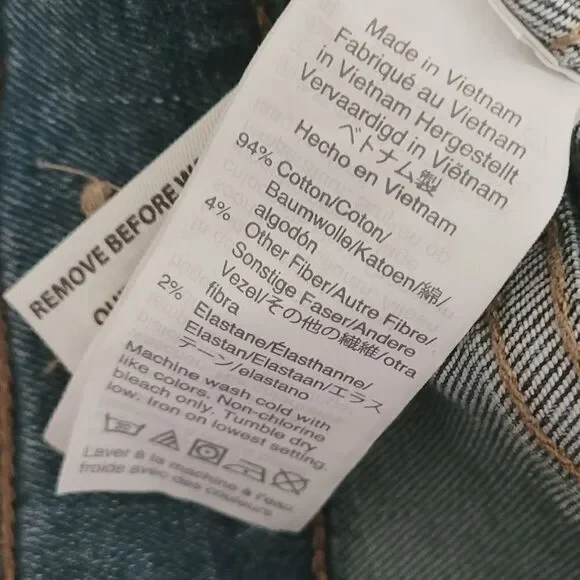 Made in Vietnam
Fabriqué au Vietnam
in Vietnam Hergestellt
Vervaardigd in Viëtnam
ベトナム製
Hecho en Vietnam
94% Cotton/Coton/
Baumwolle/Katoen/綿/
algodón
4% Other Fiber/Autre Fibre/
Sonstige Faser/Andere
Vezel/その他の繊維/otra
fibra
2% Elastane/Élasthanne/
Elastan/Elastaan/エラス
テーン/elastano
Machine wash cold with
like colors. Non-chlorine
bleach only. Tumble dry
low. Iron on lowest setting.
30
Laver à la machine à l'eau
froide avec des couleurs
REMOVE BEFORE